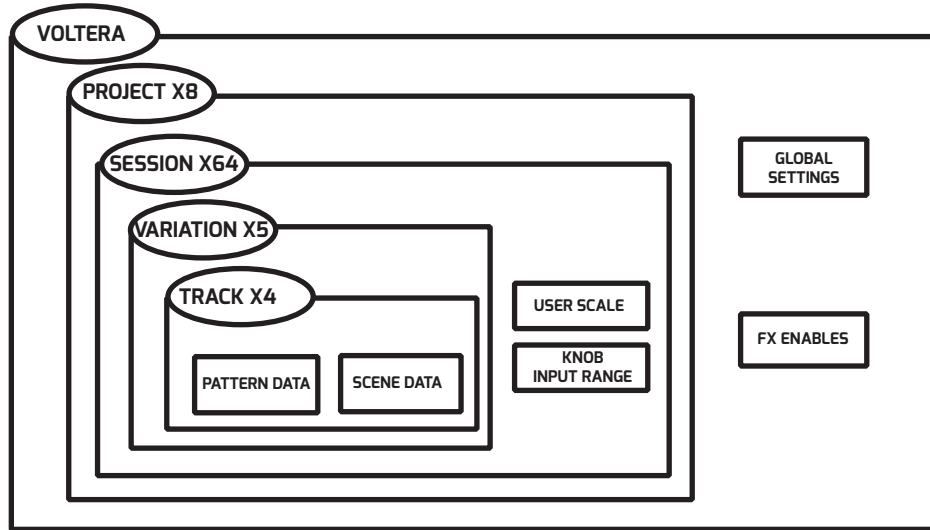 VOLTERA
PROJECT X8
SESSION X64
VARIATION X5
TRACK X4
PATTERN DATA
SCENE DATA
USER SCALE
KNOB
INPUT RANGE
GLOBAL
SETTINGS
FX ENABLES